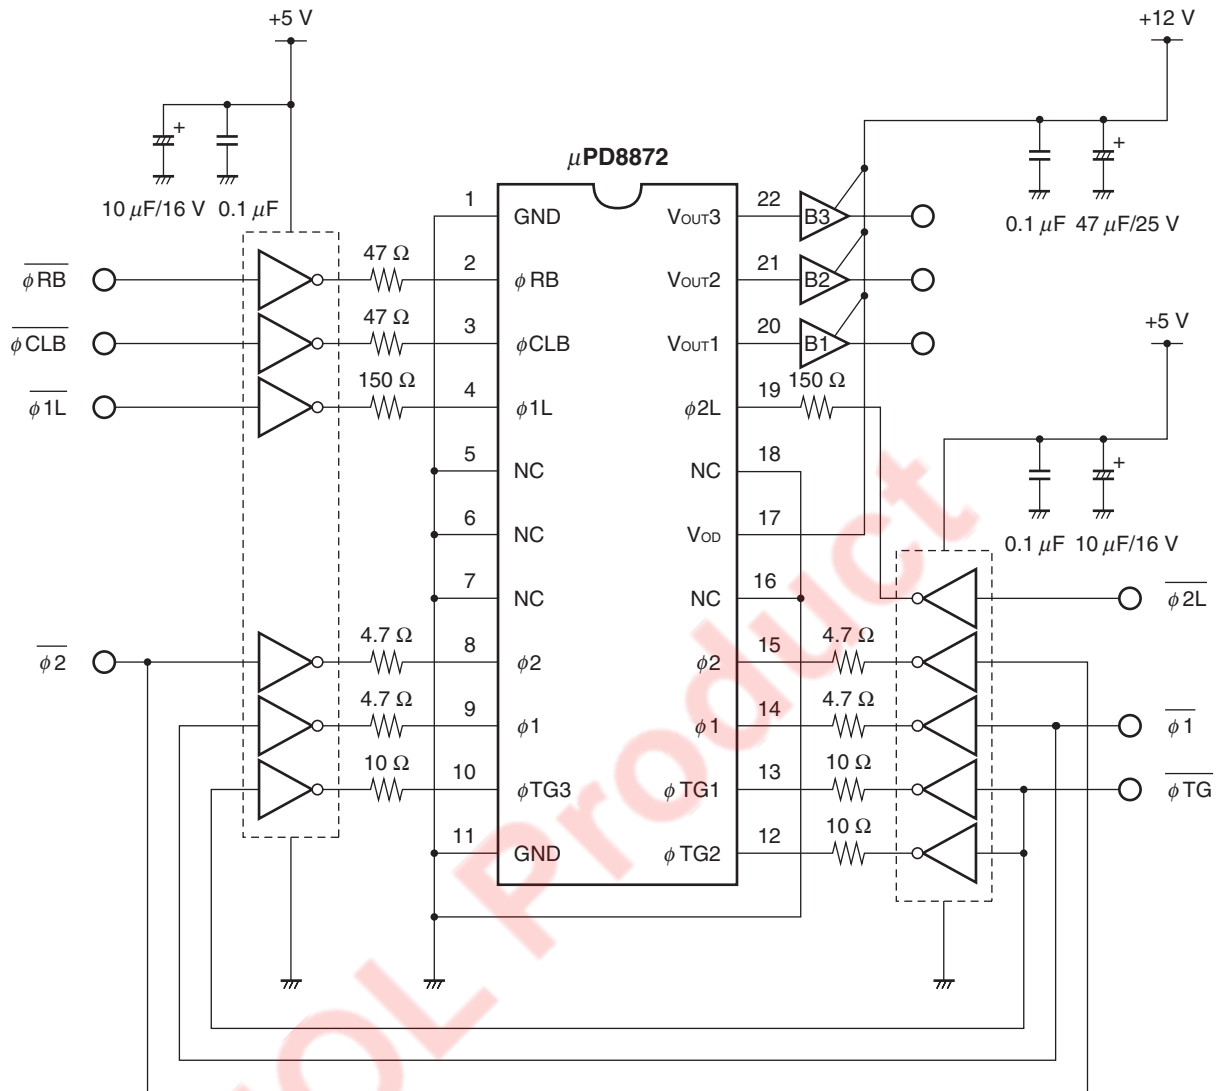 +5 V
+12 V
10 μF/16 V 0.1 μF
μPD8872
0.1 μF 47 μF/25 V
+5 V
0.1 μF 10 μF/16 V
φRB 47 Ω 2 φRB
φCLB 47 Ω 3 φCLB
φ1L 150 Ω 4 φ1L
1 GND
5 NC
6 NC
7 NC
φ2 4.7 Ω 8 φ2
4.7 Ω 9 φ1
10 Ω 10 φTG3
11 GND
VOUT3 22 B3
VOUT2 21 B2
VOUT1 20 B1
φ2L 19 150 Ω
NC 18
VOD 17
NC 16
φ2L
φ2 15 4.7 Ω
φ1 14 4.7 Ω φ1
φTG1 13 10 Ω φTG
φTG2 12 10 Ω
OL Product